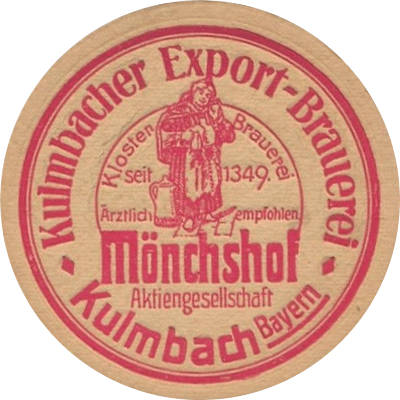 Kulmbacher Export-Brauerei
Kloster Brauerei
seit 1349.
Ärztlich empfohlen
Mönchshof
Aktiengesellschaft
Kulmbach Bayern